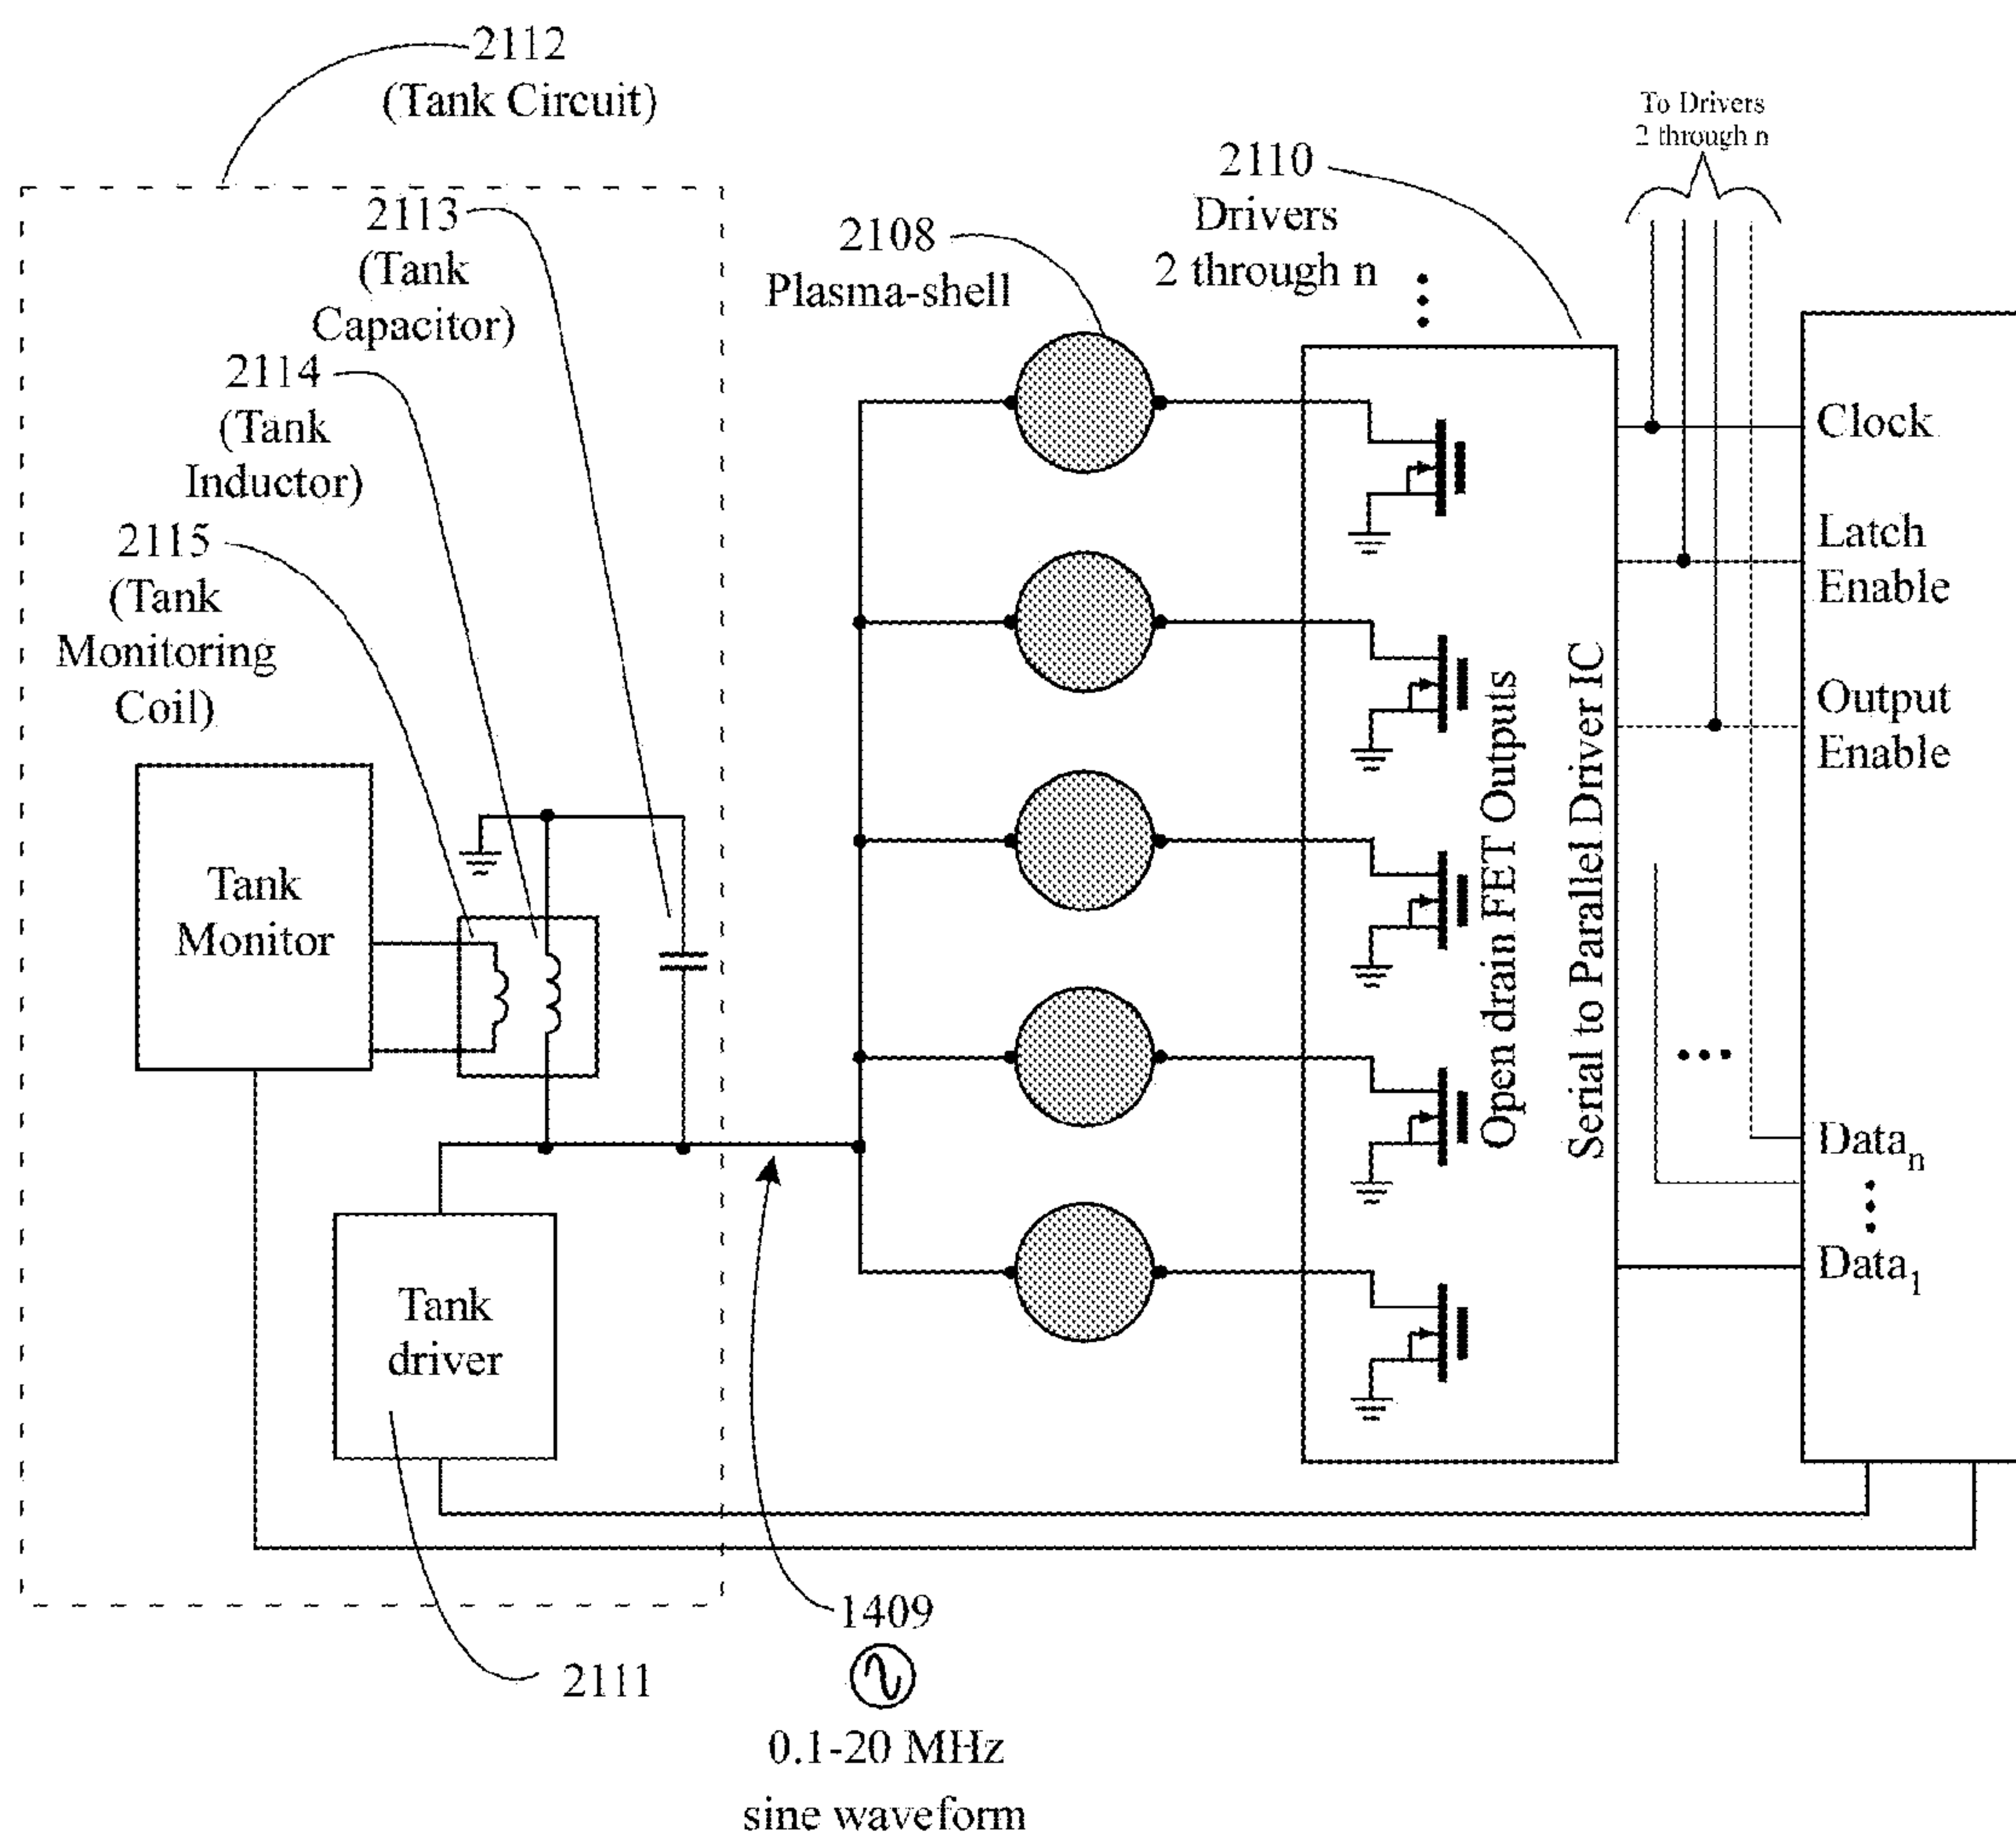 2112
(Tank Circuit)
2113
(Tank
Capacitor)
2114
(Tank
Inductor)
2115
(Tank
Monitoring
Coil)
Tank
Monitor
Tank
driver
2111
2108
Plasma-shell
1409
0.1-20 MHz
sine waveform
2110
Drivers
2 through n
Open drain FET Outputs
Serial to Parallel Driver IC
To Drivers
2 through n
Clock
Latch
Enable
Output
Enable
Datan
Data1